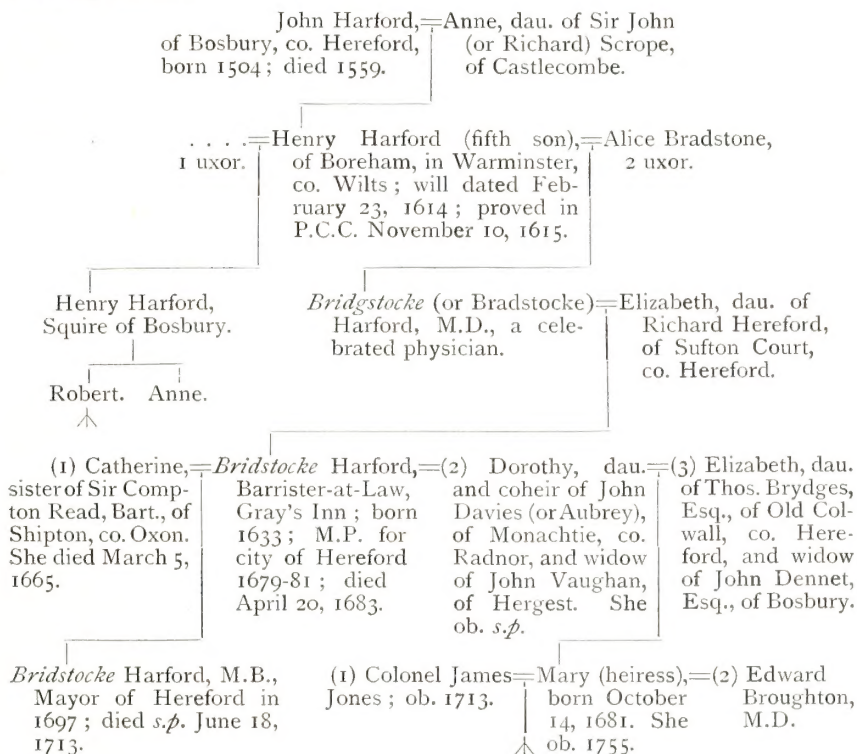 John Harford,=Anne, dau. of Sir John
of Bosbury, co. Hereford,
born 1504; died 1559.
(or Richard) Scrope,
of Castlecombe.
. . . .=Henry Harford (fifth son),=Alice Bradstone,
1 uxor.
of Boreham, in Warminster,
co. Wilts; will dated Feb-
ruary 23, 1614; proved in
P.C.C. November 10, 1615.
2 uxor.
Henry Harford,
Squire of Bosbury.
Bridgstocke (or Bradstocke)=Elizabeth, dau. of
Harford, M.D., a cele-
brated physician.
Richard Hereford,
of Sufton Court,
co. Hereford.
Robert. Anne.
(1) Catherine,=Bridstocke Harford,=(2) Dorothy, dau.=(3) Elizabeth, dau.
sister of Sir Comp-
ton Read, Bart., of
Shipton, co. Oxon.
She died March 5,
1665.
Barrister-at-Law,
Gray's Inn; born
1633; M.P. for
city of Hereford
1679-81; died
April 20, 1683.
and coheir of John
Davies (or Aubrey),
of Monachtie, co.
Radnor, and widow
of John Vaughan,
of Hergest. She
ob. s.p.
of Thos. Brydges,
Esq., of Old Col-
wall, co. Here-
ford, and widow
of John Dennet,
Esq., of Bosbury.
Bridstocke Harford, M.B.,
Mayor of Hereford in
1697; died s.p. June 18,
1713.
(1) Colonel James=Mary (heiress),=(2) Edward
Jones; ob. 1713.
born October
14, 1681. She
ob. 1755.
Broughton,
M.D.